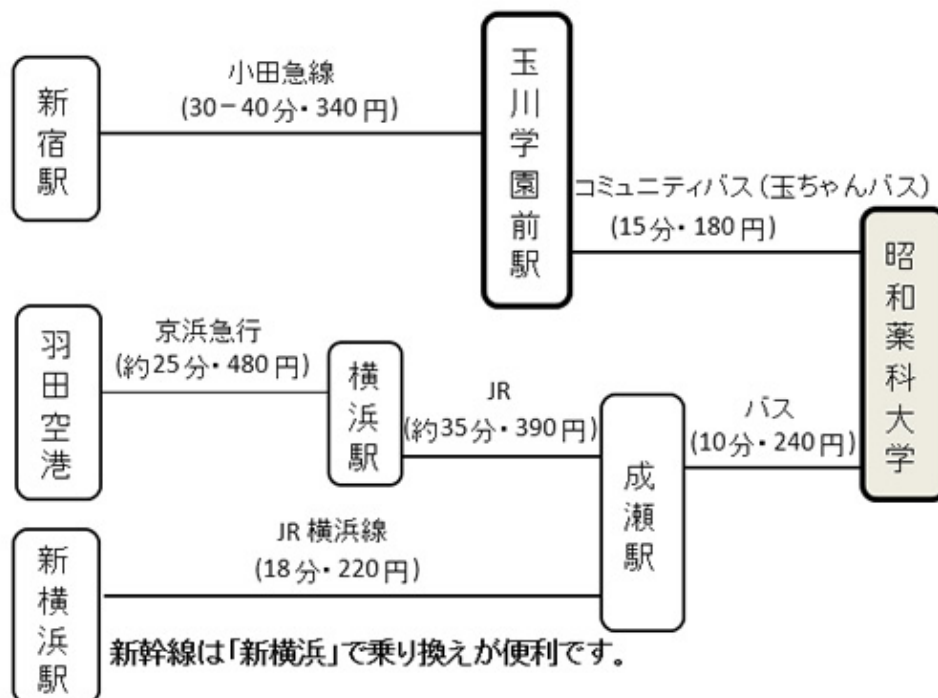 新宿駅
小田急線
(30－40分・340円)
玉川学園前駅
コミュニティバス（玉ちゃんバス）
(15分・180円)
昭和薬科大学
羽田空港
京浜急行
(約25分・480円)
横浜駅
JR
(約35分・390円)
成瀬駅
バス
(10分・240円)
新横浜駅
JR 横浜線
(18分・220円)
新幹線は「新横浜」で乗り換えが便利です。